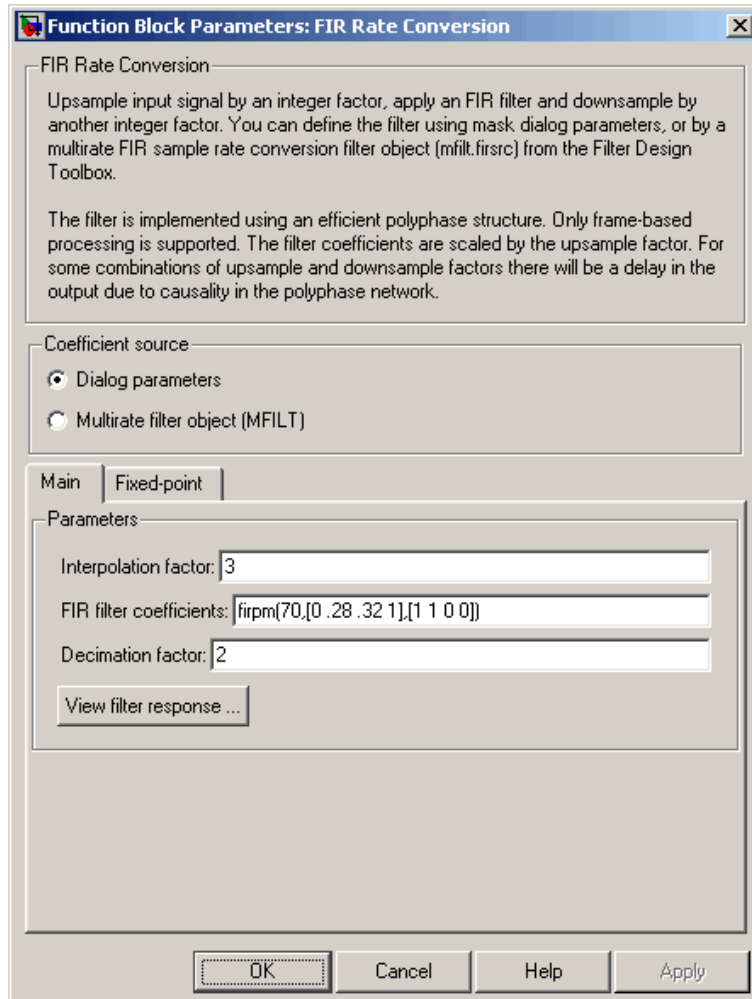 Function Block Parameters: FIR Rate Conversion
FIR Rate Conversion
Upsample input signal by an integer factor, apply an FIR filter and downsample by
another integer factor. You can define the filter using mask dialog parameters, or by a
multirate FIR sample rate conversion filter object (mfilt.firsrc) from the Filter Design
Toolbox.
The filter is implemented using an efficient polyphase structure. Only frame-based
processing is supported. The filter coefficients are scaled by the upsample factor. For
some combinations of upsample and downsample factors there will be a delay in the
output due to causality in the polyphase network.
Coefficient source
Dialog parameters
Multirate filter object (MFILT)
Main Fixed-point
Parameters
Interpolation factor: 3
FIR filter coefficients: firpm(70,[0 .28 .32 1],[1 1 0 0])
Decimation factor: 2
View filter response ...
OK Cancel Help Apply